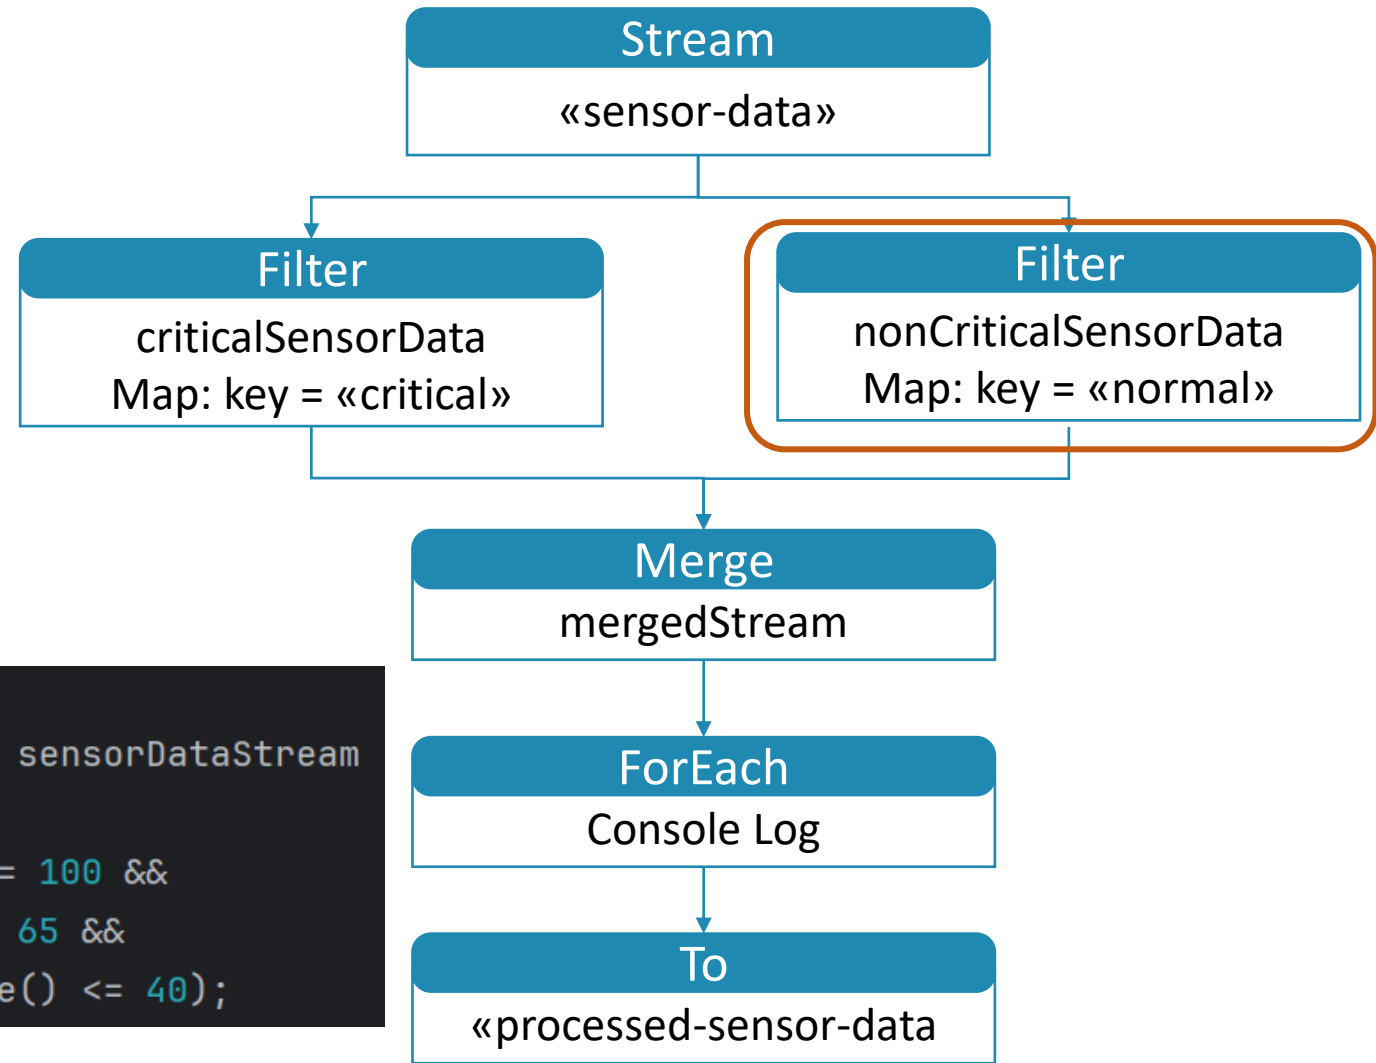 Stream
«sensor-data»
Filter
criticalSensorData
Map: key = «critical»
Filter
nonCriticalSensorData
Map: key = «normal»
Merge
mergedStream
sensorDataStream
= 100 &&
65 &&
e() <= 40);
ForEach
Console Log
To
«processed-sensor-data